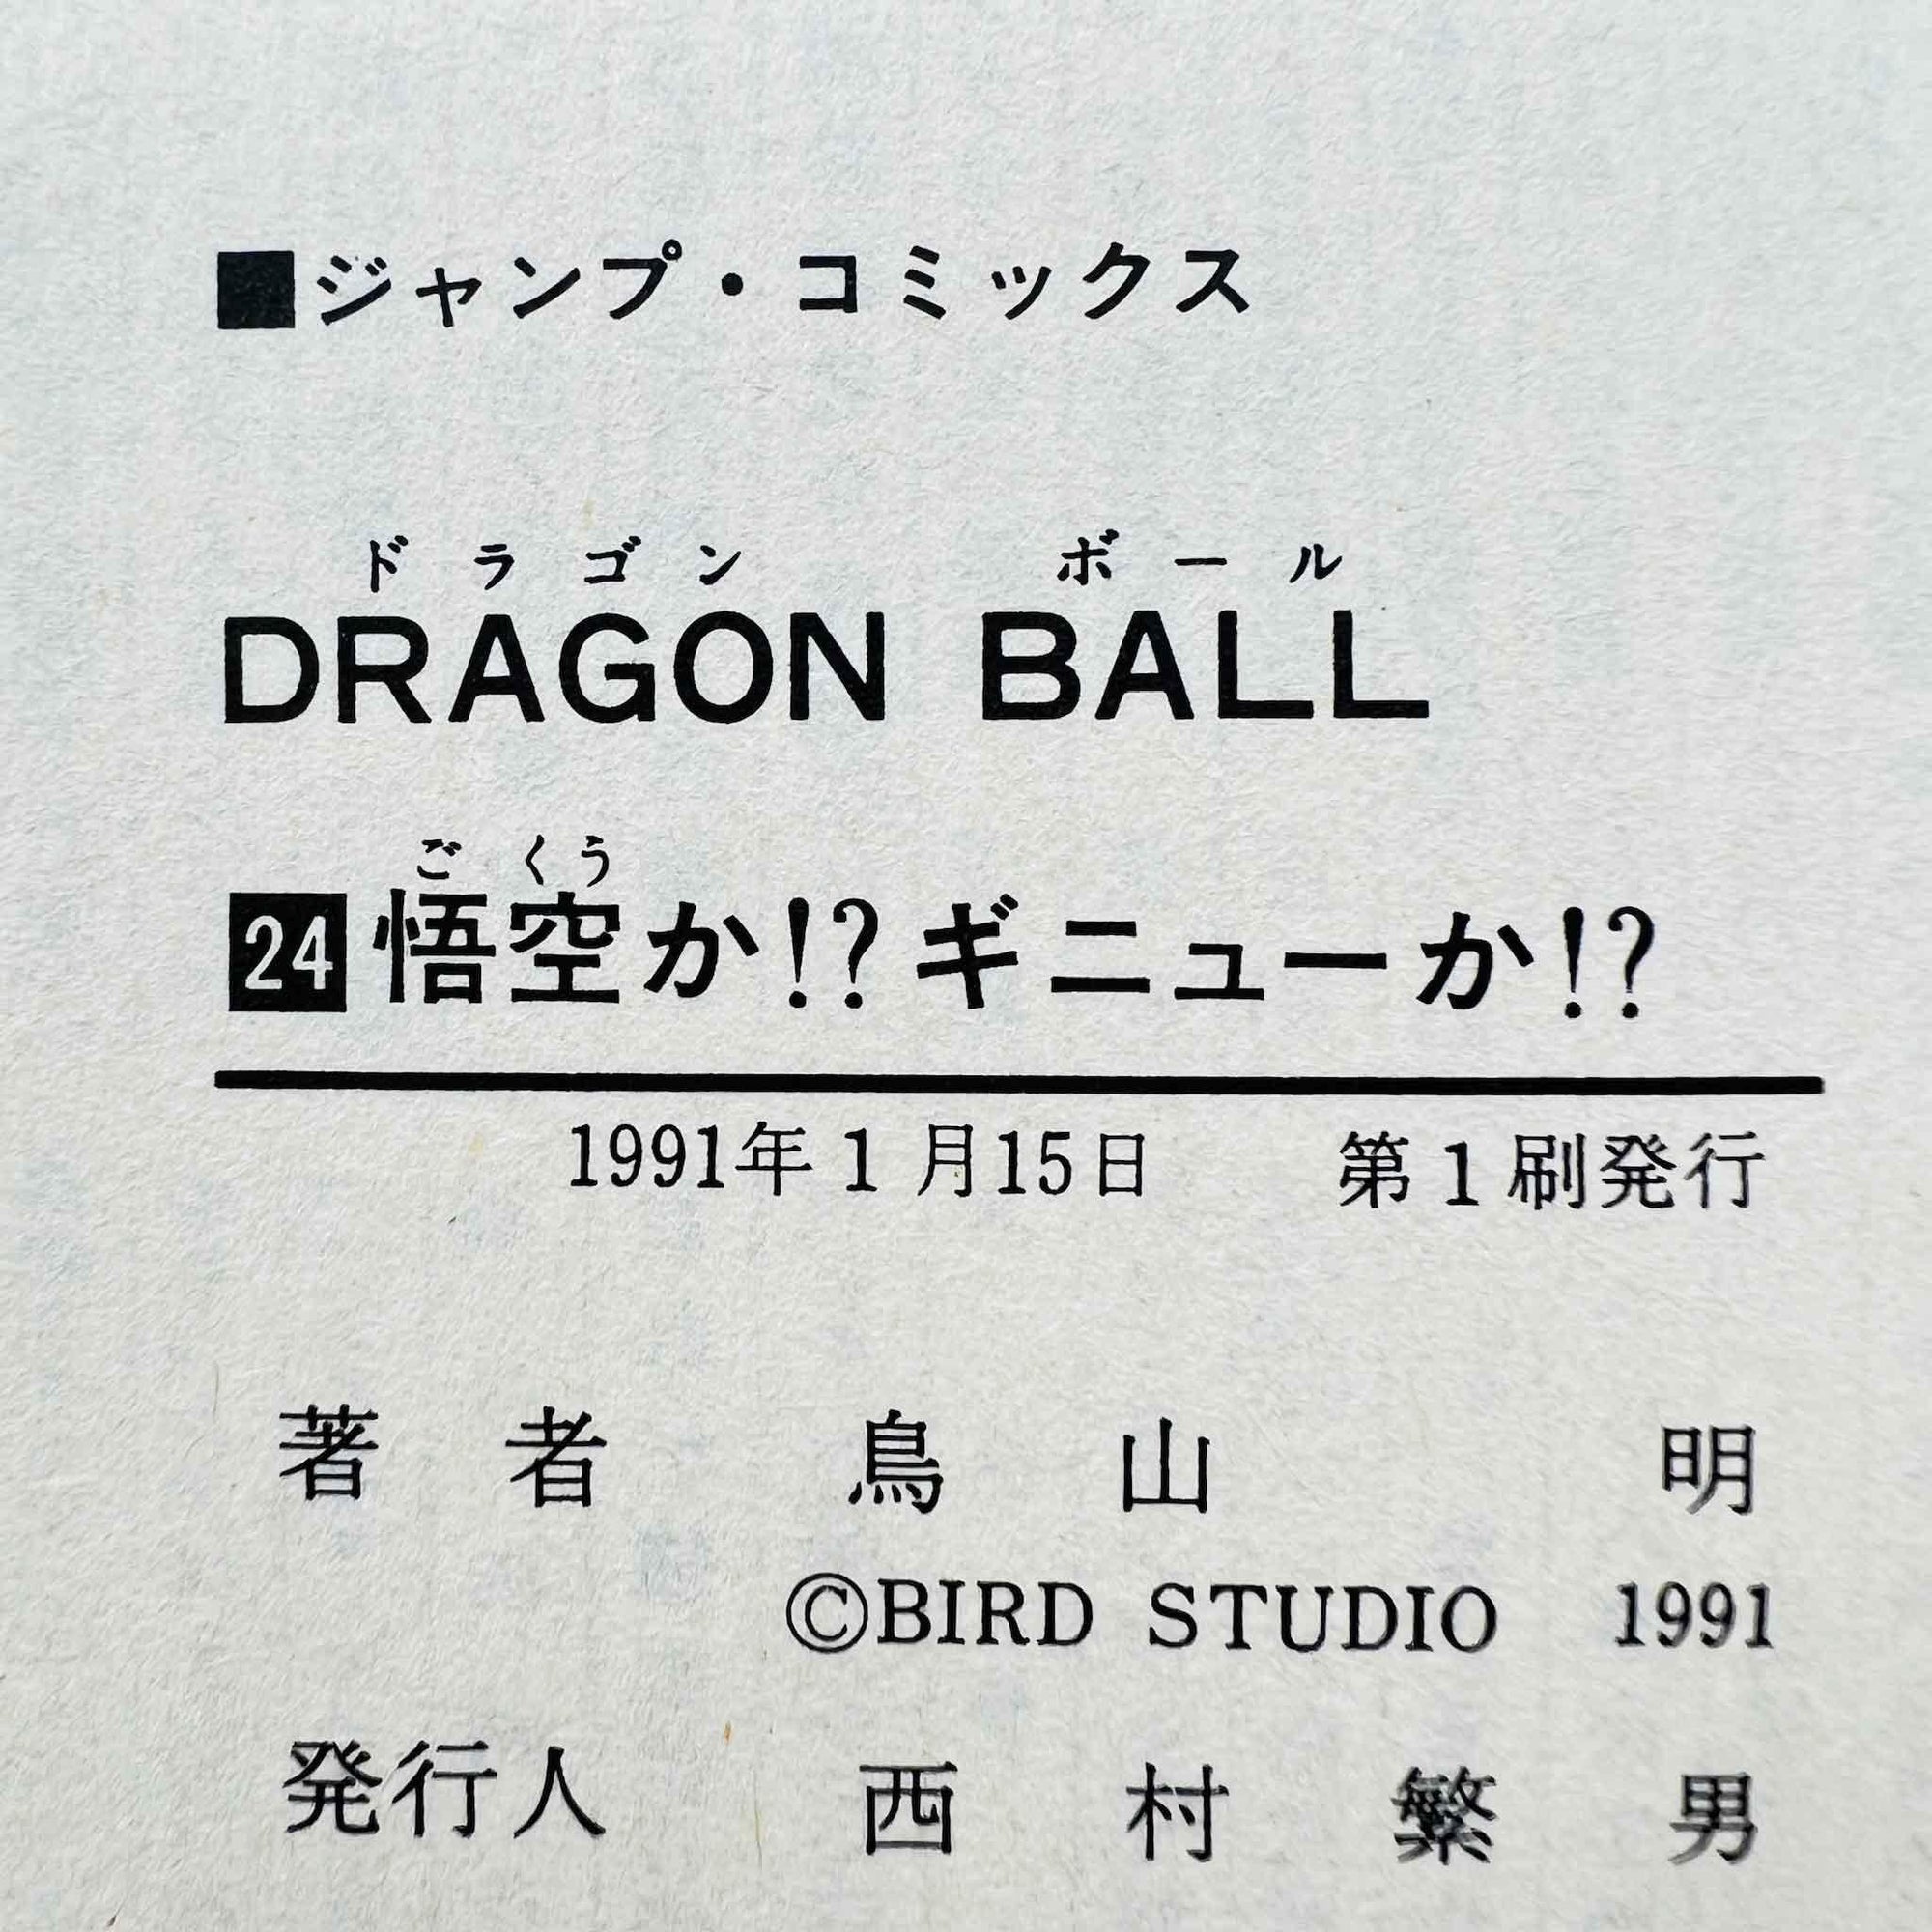 ■ジャンプ・コミックス
ドラゴン ボール
DRAGON BALL
ごくう
24 悟空か!?ギニューか!?
1991年1月15日 第1刷発行
著者 鳥山明
©BIRD STUDIO 1991
発行人 西村繁男